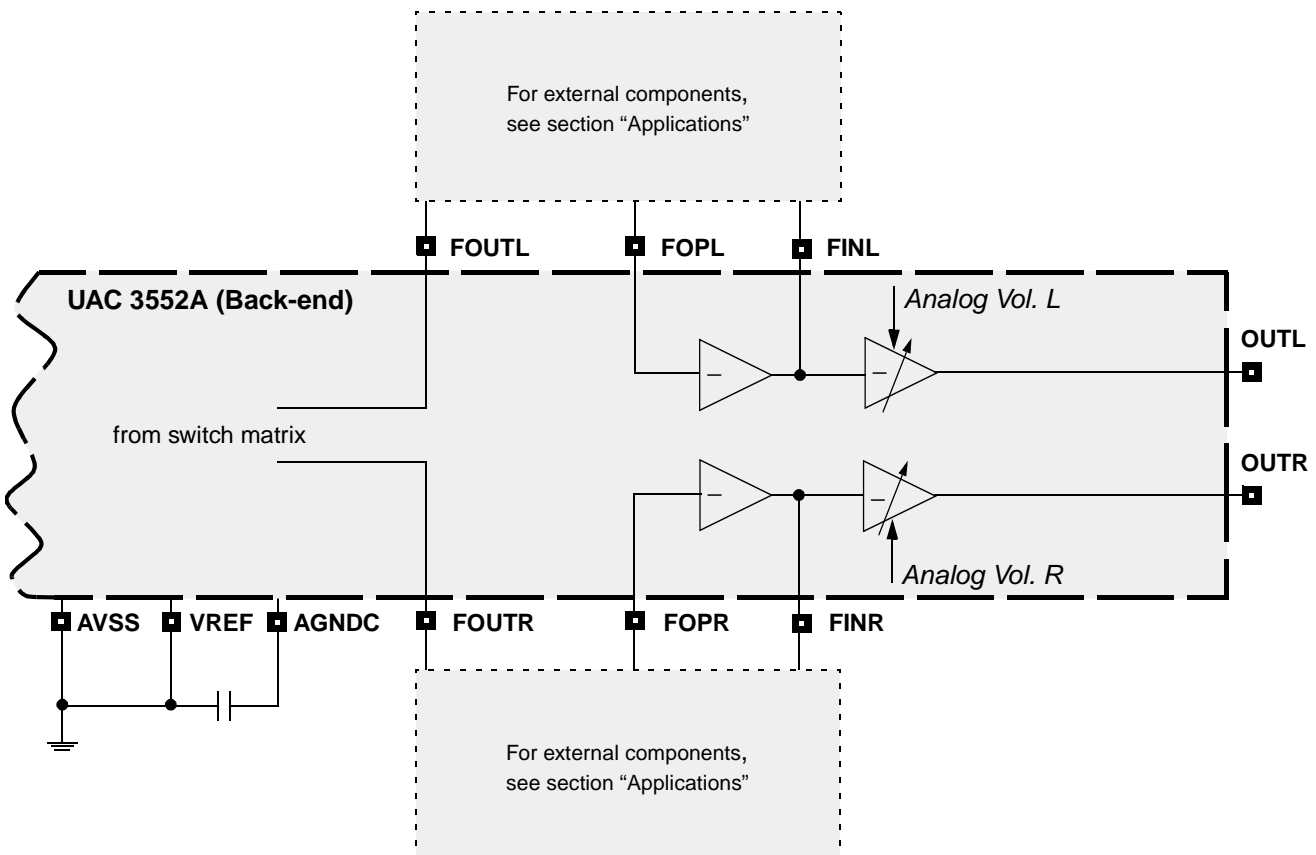 For external components,
see section “Applications”
FOUTL
FOPL
FINL
UAC 3552A (Back-end)
Analog Vol. L
OUTL
from switch matrix
OUTR
Analog Vol. R
AVSS
VREF
AGNDC
FOUTR
FOPR
FINR
For external components,
see section “Applications”